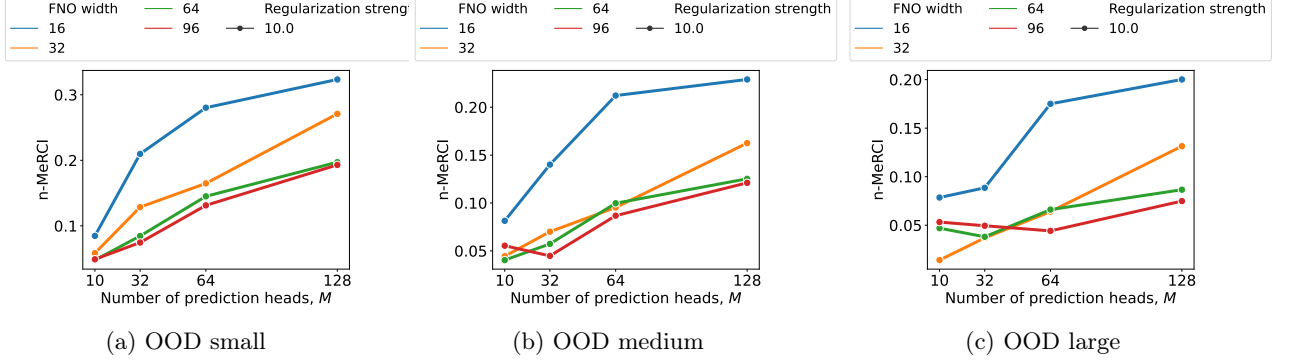 FNO width
16
32
64
96
Regularization strengt
10.0
FNO width
16
32
64
96
Regularization strength
10.0
FNO width
16
32
64
96
Regularization strength
10.0
n-MeRCI
0.3
0.2
0.1
10 32 64 128
Number of prediction heads, M
(a) OOD small
n-MeRCI
0.20
0.15
0.10
0.05
10 32 64 128
Number of prediction heads, M
(b) OOD medium
n-MeRCI
0.20
0.15
0.10
0.05
10 32 64 128
Number of prediction heads, M
(c) OOD large